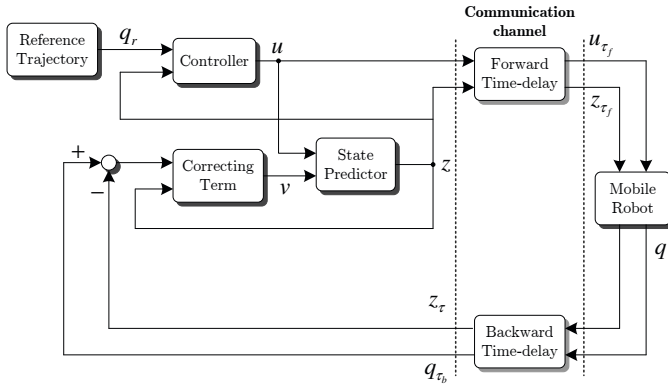 Communication
channel
Reference
Trajectory
q_r
Controller
u
Forward
Time-delay
u_{τ_f}
z_{τ_f}
+
−
Correcting
Term
v
State
Predictor
z
Mobile
Robot
q
z_τ
Backward
Time-delay
q_{τ_b}